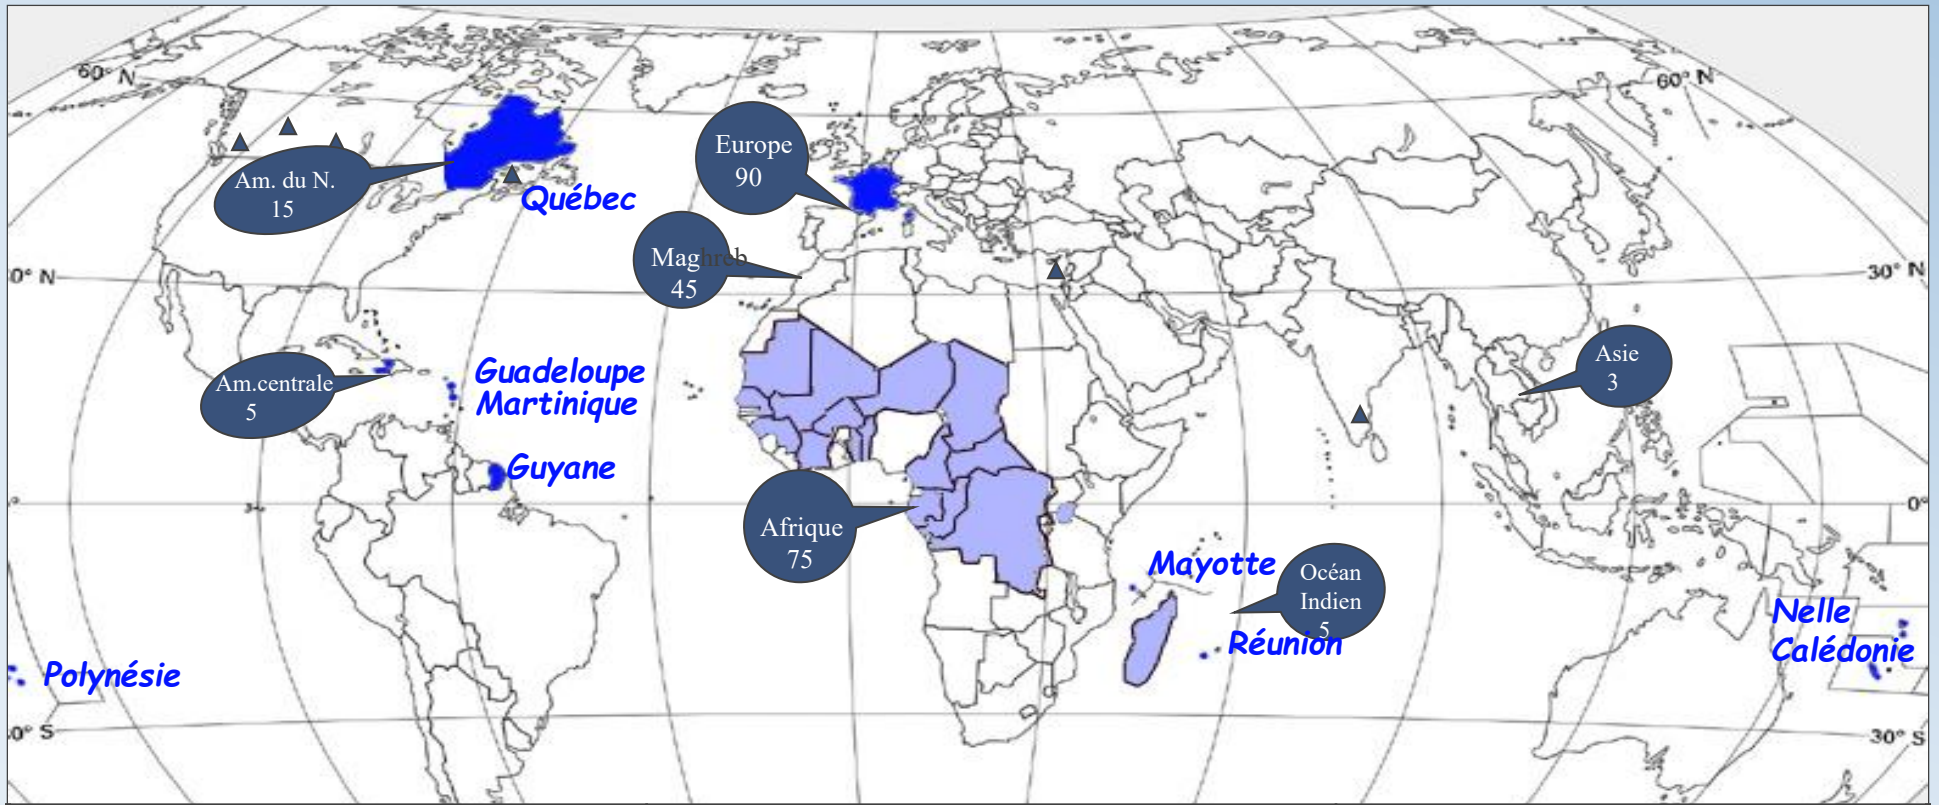 60° N
60° N
Europe
90
Am. du N.
15
Québec
Maghreb
45
0° N
30° N
Asie
3
Guadeloupe
Martinique
Am.centrale
5
Guyane
0°
Afrique
75
Mayotte
Océan
Indien
5
Réunion
Nelle
Calédonie
Polynésie
0° S
30° S